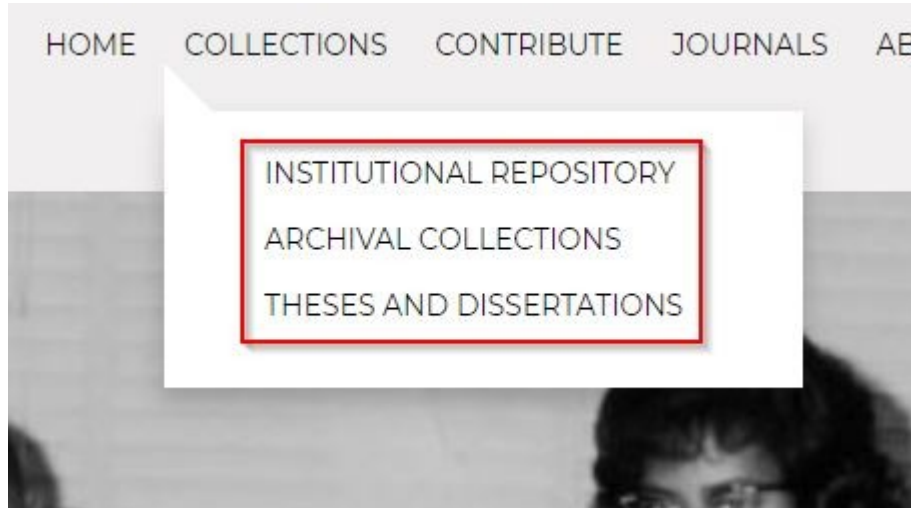 HOME COLLECTIONS CONTRIBUTE JOURNALS
INSTITUTIONAL REPOSITORY
ARCHIVAL COLLECTIONS
THESES AND DISSERTATIONS